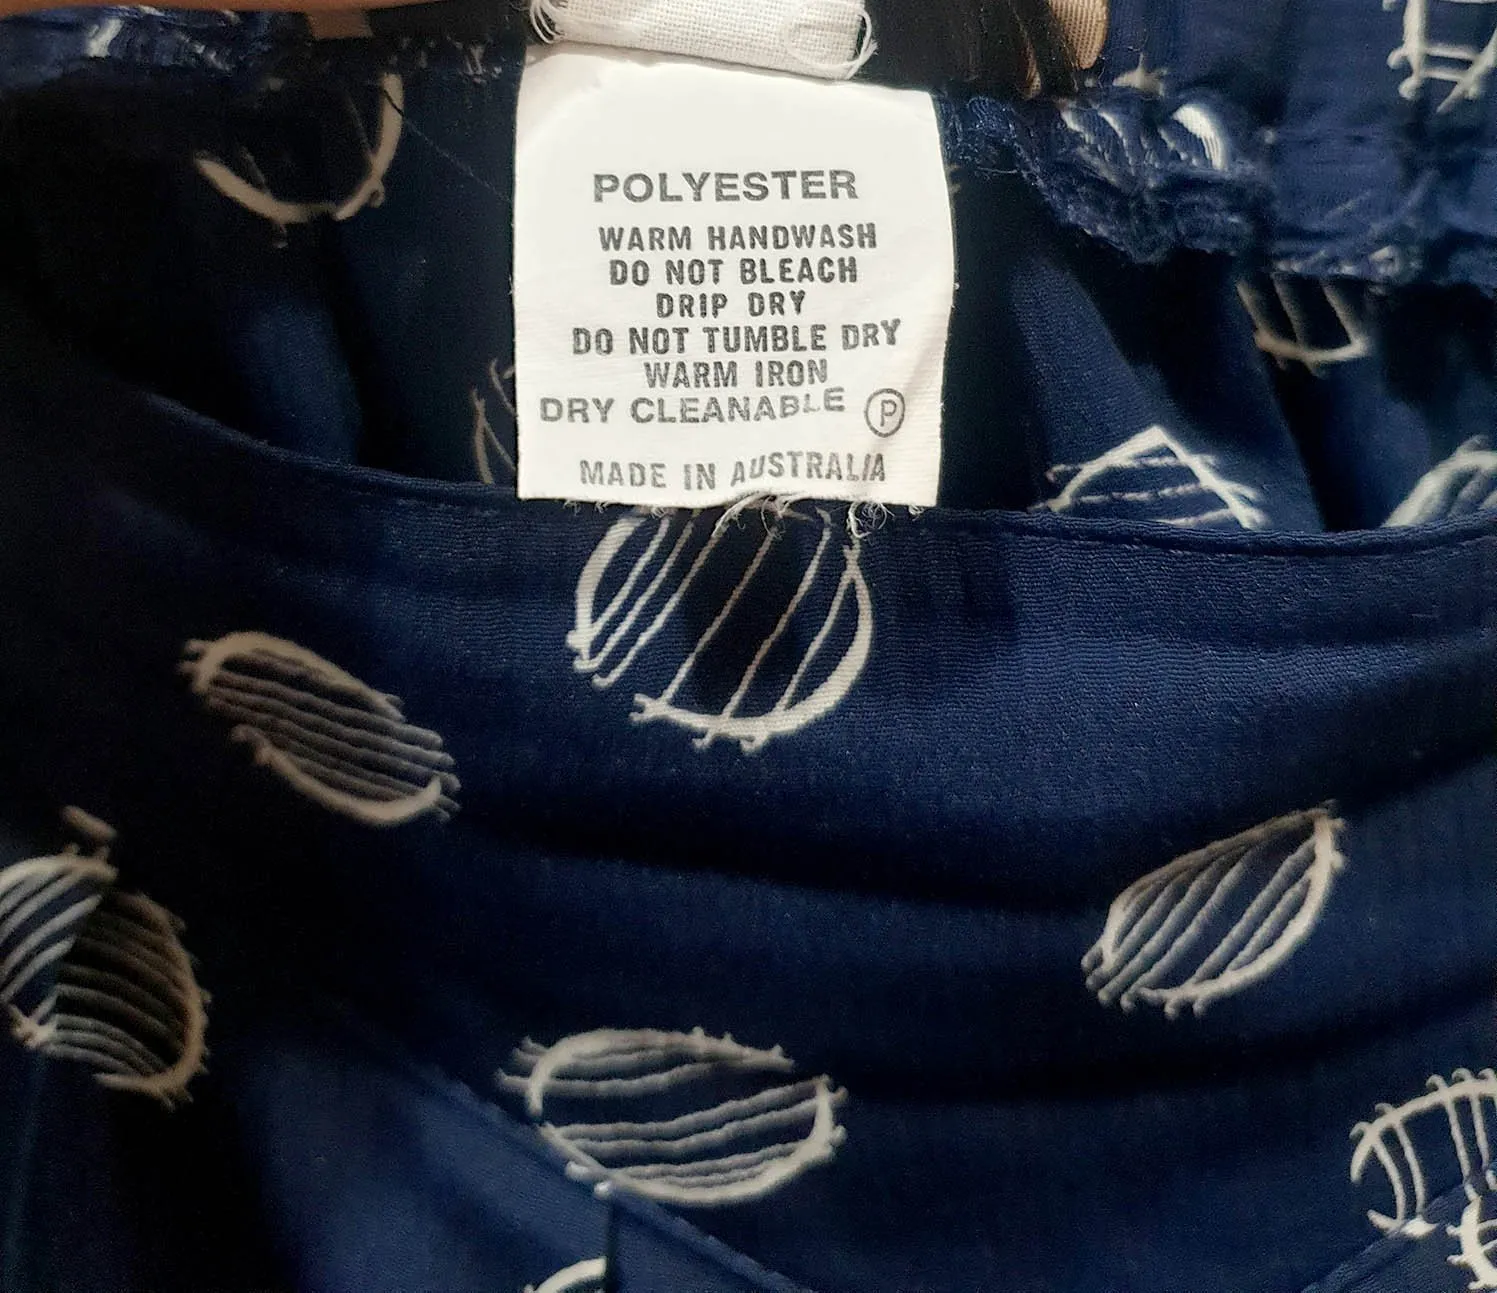 POLYESTER
WARM HANDWASH
DO NOT BLEACH
DRIP DRY
DO NOT TUMBLE DRY
WARM IRON
DRY CLEANABLE Ⓟ
MADE IN AUSTRALIA